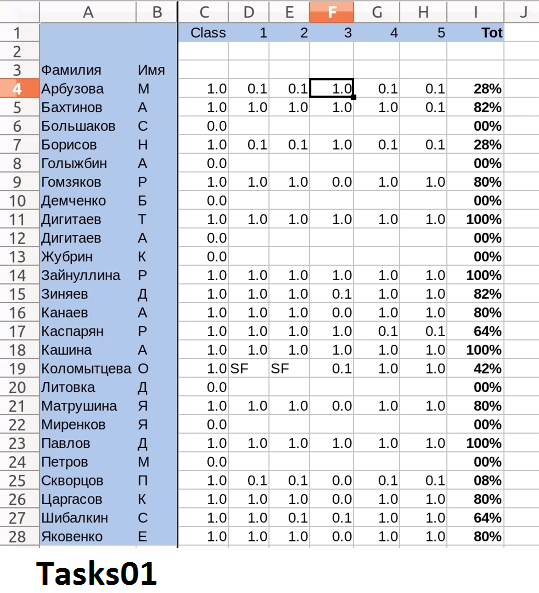 A B C D E F G H I J
1 Class 1 2 3 4 5 Tot
2
3 Фамилия Имя
4 Арбузова М 1.0 0.1 0.1 1.0 0.1 0.1 28%
5 Бахтинов А 1.0 1.0 1.0 1.0 1.0 0.1 82%
6 Большаков С 0.0 00%
7 Борисов Н 1.0 0.1 0.1 1.0 0.1 0.1 28%
8 Голыжбин А 0.0 00%
9 Гомзяков Р 1.0 1.0 1.0 0.0 1.0 1.0 80%
10 Демченко Б 0.0 00%
11 Дигитаев Т 1.0 1.0 1.0 1.0 1.0 1.0 100%
12 Дигитаев А 0.0 00%
13 Жубрин К 0.0 00%
14 Зайнуллина Р 1.0 1.0 1.0 1.0 1.0 1.0 100%
15 Зиняев Д 1.0 1.0 1.0 0.1 1.0 1.0 82%
16 Канаев А 1.0 1.0 1.0 0.0 1.0 1.0 80%
17 Каспарян Р 1.0 1.0 1.0 1.0 0.1 0.1 64%
18 Кашина А 1.0 1.0 1.0 1.0 1.0 1.0 100%
19 Коломытцева О 1.0 SF SF 0.1 1.0 1.0 42%
20 Литовка Д 0.0 00%
21 Матрушина Я 1.0 1.0 1.0 0.0 1.0 1.0 80%
22 Миренков Я 0.0 00%
23 Павлов Д 1.0 1.0 1.0 1.0 1.0 1.0 100%
24 Петров М 0.0 00%
25 Скворцов П 1.0 0.1 0.1 0.0 0.1 0.1 08%
26 Царгасов К 1.0 1.0 1.0 0.0 1.0 1.0 80%
27 Шибалкин С 1.0 1.0 0.1 0.1 1.0 1.0 64%
28 Яковенко Е 1.0 1.0 1.0 0.0 1.0 1.0 80%
Tasks01